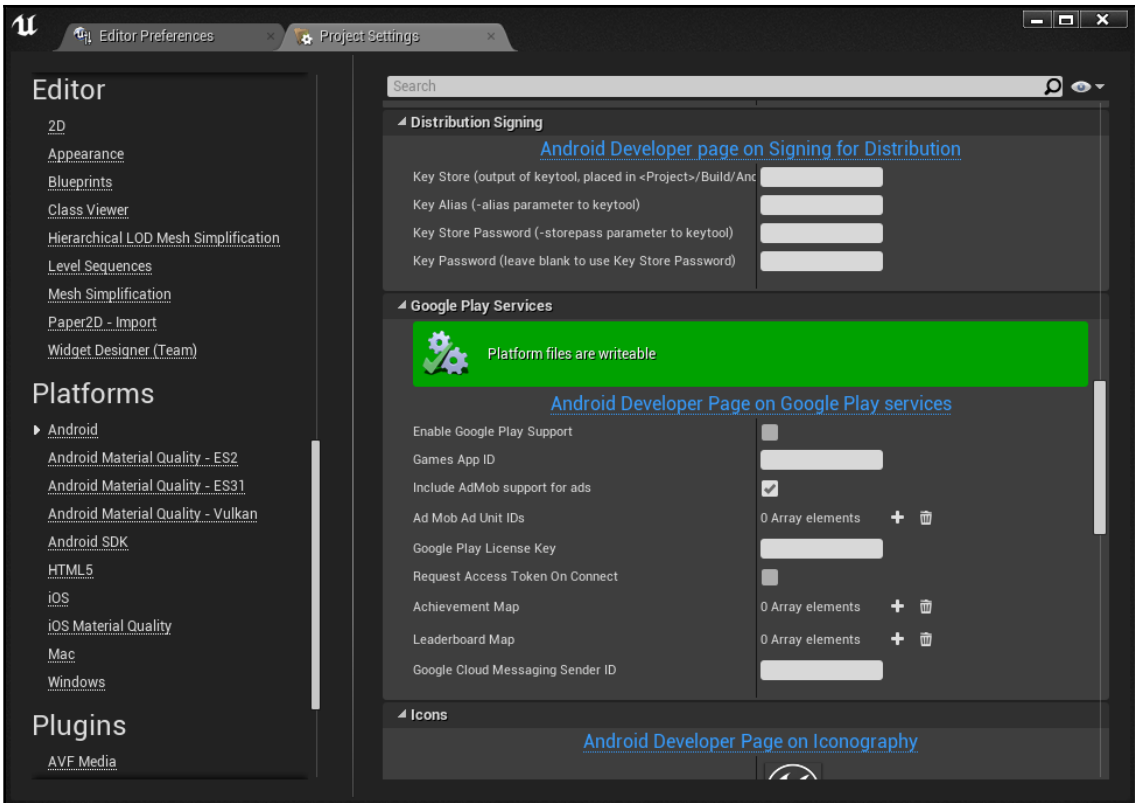 Editor Preferences
Project Settings
Editor
2D
Appearance
Blueprints
Class Viewer
Hierarchical LOD Mesh Simplification
Level Sequences
Mesh Simplification
Paper2D - Import
Widget Designer (Team)
Platforms
Android
Android Material Quality - ES2
Android Material Quality - ES31
Android Material Quality - Vulkan
Android SDK
HTML5
iOS
iOS Material Quality
Mac
Windows
Plugins
AVF Media
Search
Distribution Signing
Android Developer page on Signing for Distribution
Key Store (output of keytool, placed in <Project>/Build/And
Key Alias (-alias parameter to keytool)
Key Store Password (-storepass parameter to keytool)
Key Password (leave blank to use Key Store Password)
Google Play Services
Platform files are writeable
Android Developer Page on Google Play services
Enable Google Play Support
Games App ID
Include AdMob support for ads
Ad Mob Ad Unit IDs 0 Array elements
Google Play License Key
Request Access Token On Connect
Achievement Map 0 Array elements
Leaderboard Map 0 Array elements
Google Cloud Messaging Sender ID
Icons
Android Developer Page on Iconography